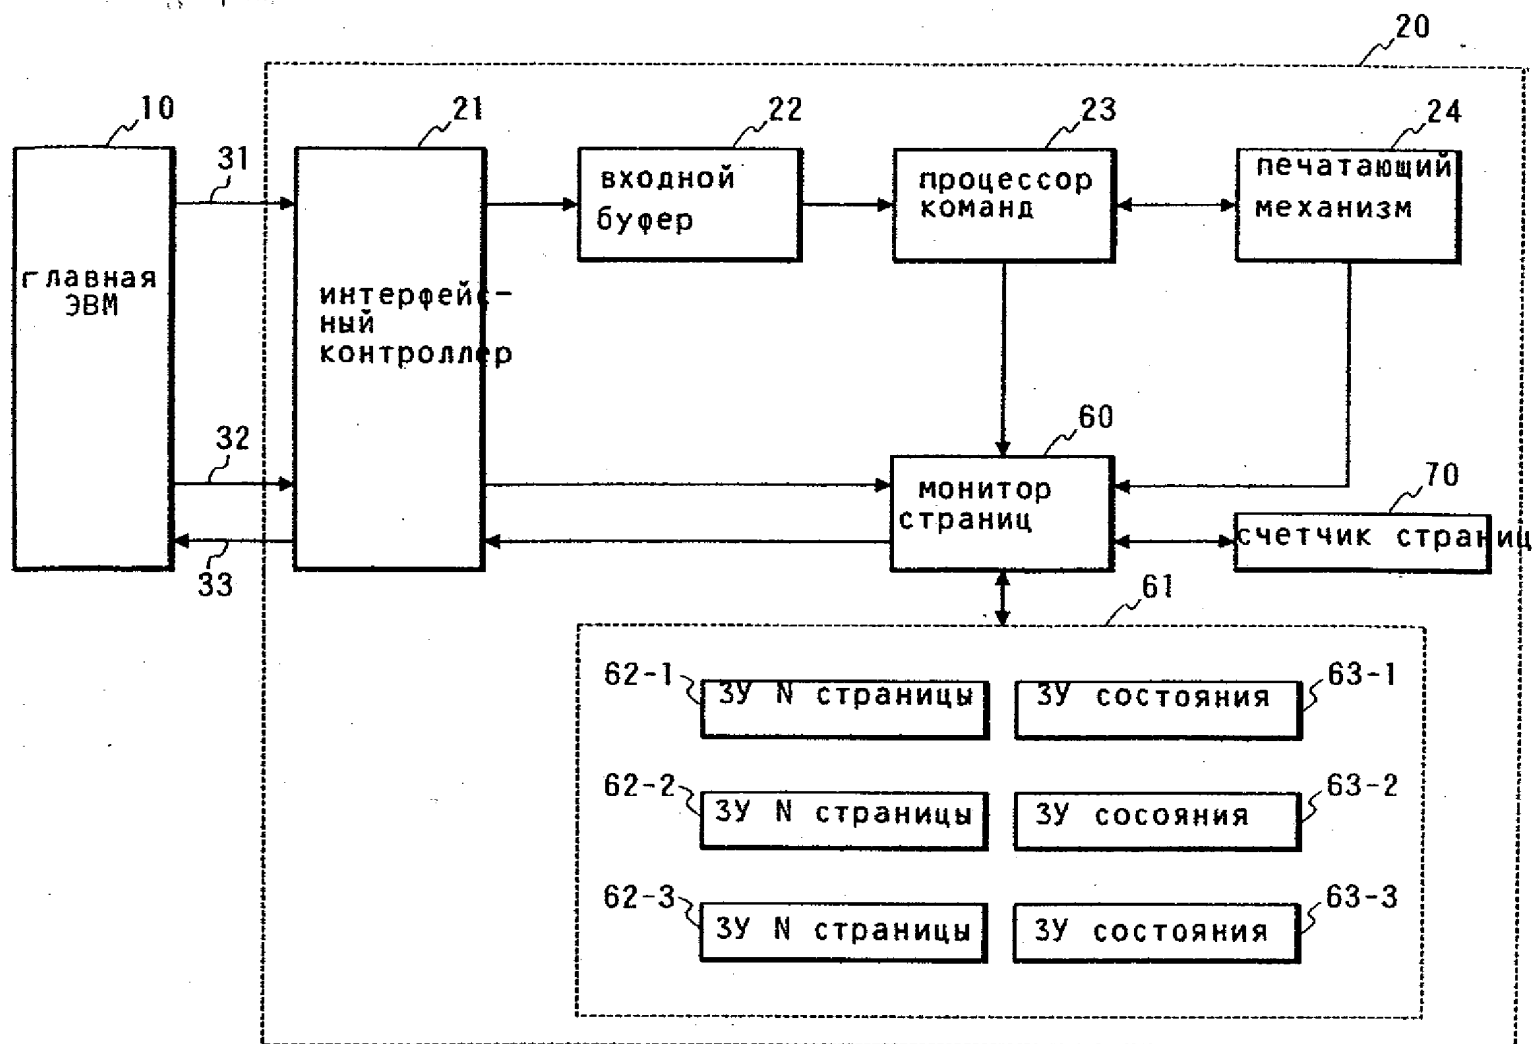 20
10
21
22
23
24
31
входной
буфер
процессор
команд
печатающий
механизм
главная
ЭВМ
интерфейс-
ный
контроллер
32
33
60
монитор
страниц
70
счетчик страниц
61
62-1
ЗУ N страницы
ЗУ состояния
63-1
62-2
ЗУ N страницы
ЗУ сосояния
63-2
62-3
ЗУ N страницы
ЗУ состояния
63-3